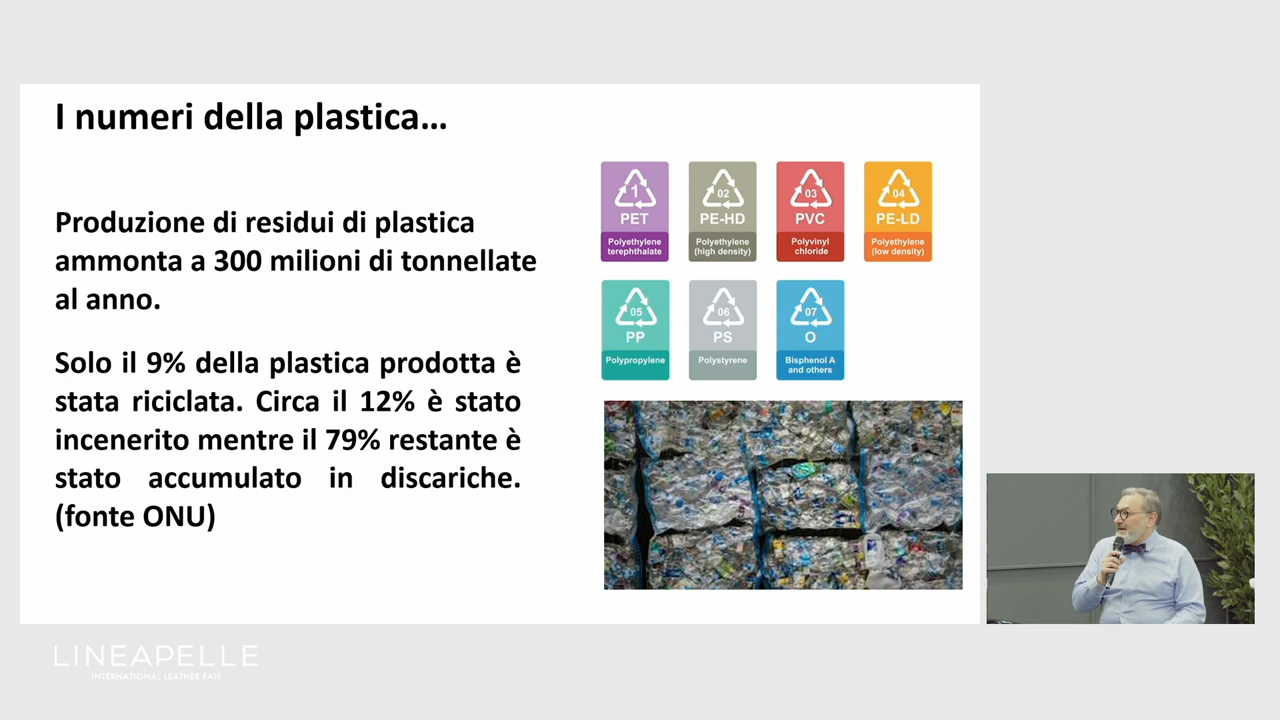 I numeri della plastica...
Produzione di residui di plastica
ammonta a 300 milioni di tonnellate
al anno.
Solo il 9% della plastica prodotta è
stata riciclata. Circa il 12% è stato
incenerito mentre il 79% restante è
stato accumulato in discariche.
(fonte ONU)
1
PET
Polyethylene
terephthalate
02
PE-HD
Polyethylene
(high density)
03
PVC
Polyvinyl
chloride
04
PE-LD
Polyethylene
(low density)
05
PP
Polypropylene
06
PS
Polystyrene
07
O
Bisphenol A
and others
LINEAPELLE
INTERNATIONAL LEATHER FAIR